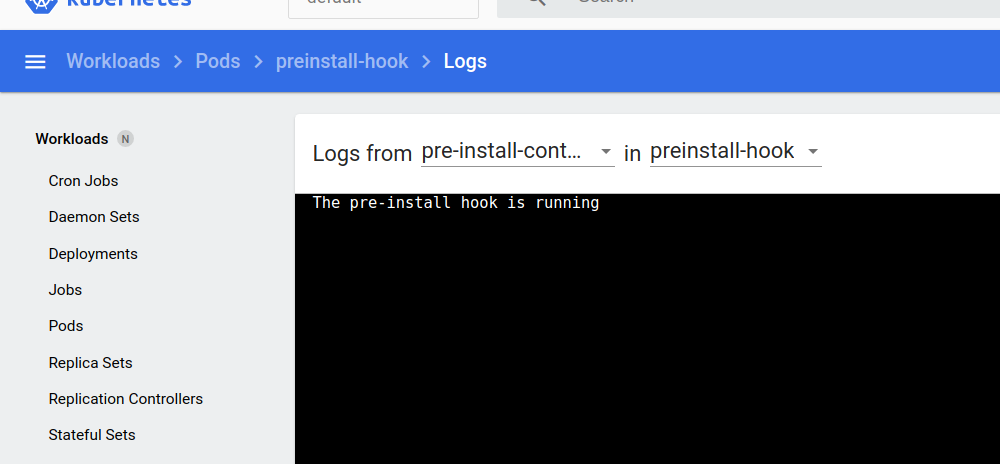 kubernetes
default
Search
Workloads > Pods > preinstall-hook > Logs
Workloads N
Cron Jobs
Daemon Sets
Deployments
Jobs
Pods
Replica Sets
Replication Controllers
Stateful Sets
Logs from pre-install-cont... in preinstall-hook
The pre-install hook is running